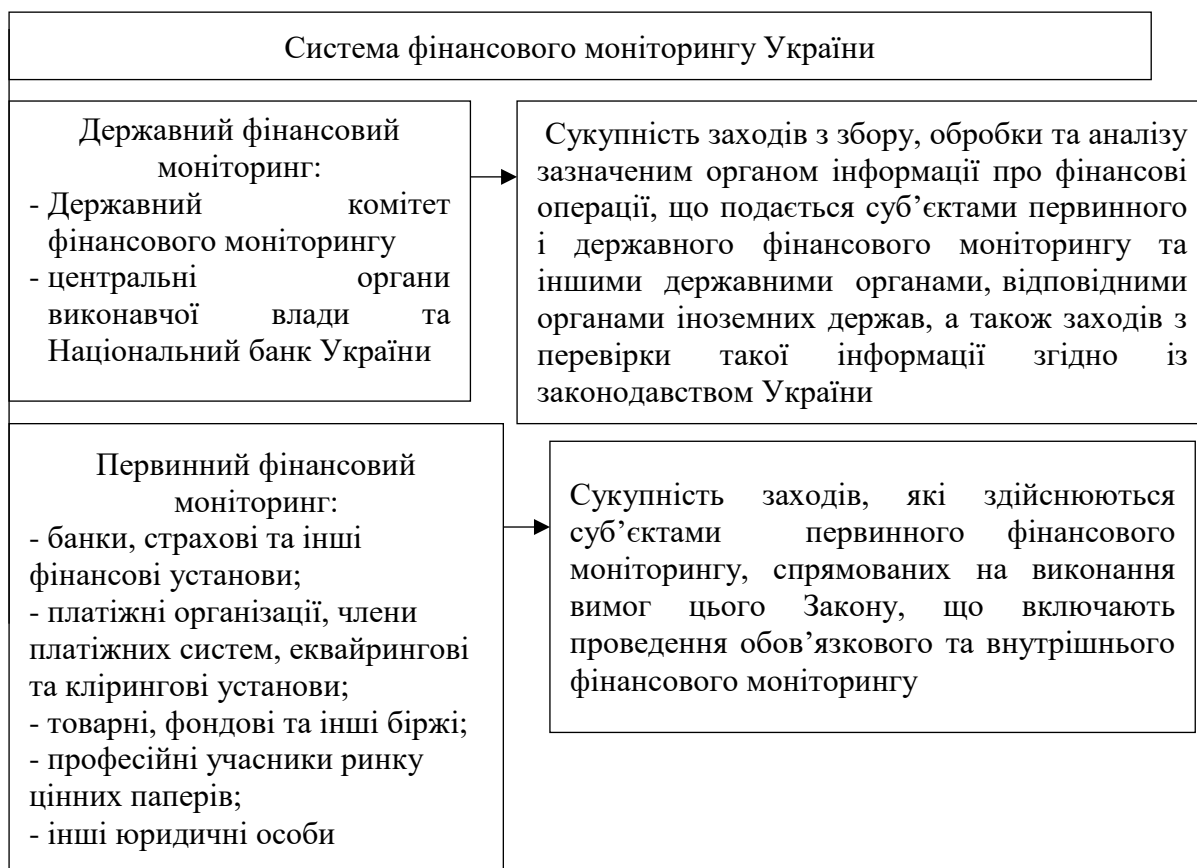 Система фінансового моніторингу України
Державний фінансовий
моніторинг:
- Державний комітет
фінансового моніторингу
- центральні органи
виконавчої влади та
Національний банк України
Сукупність заходів з збору, обробки та аналізу
зазначеним органом інформації про фінансові
операції, що подається суб’єктами первинного
і державного фінансового моніторингу та
іншими державними органами, відповідними
органами іноземних держав, а також заходів з
перевірки такої інформації згідно із
законодавством України
Первинний фінансовий
моніторинг:
- банки, страхові та інші
фінансові установи;
- платіжні організації, члени
платіжних систем, еквайрингові
та клірингові установи;
- товарні, фондові та інші біржі;
- професійні учасники ринку
цінних паперів;
- інші юридичні особи
Сукупність заходів, які здійснюються
суб’єктами первинного фінансового
моніторингу, спрямованих на виконання
вимог цього Закону, що включають
проведення обов’язкового та внутрішнього
фінансового моніторингу